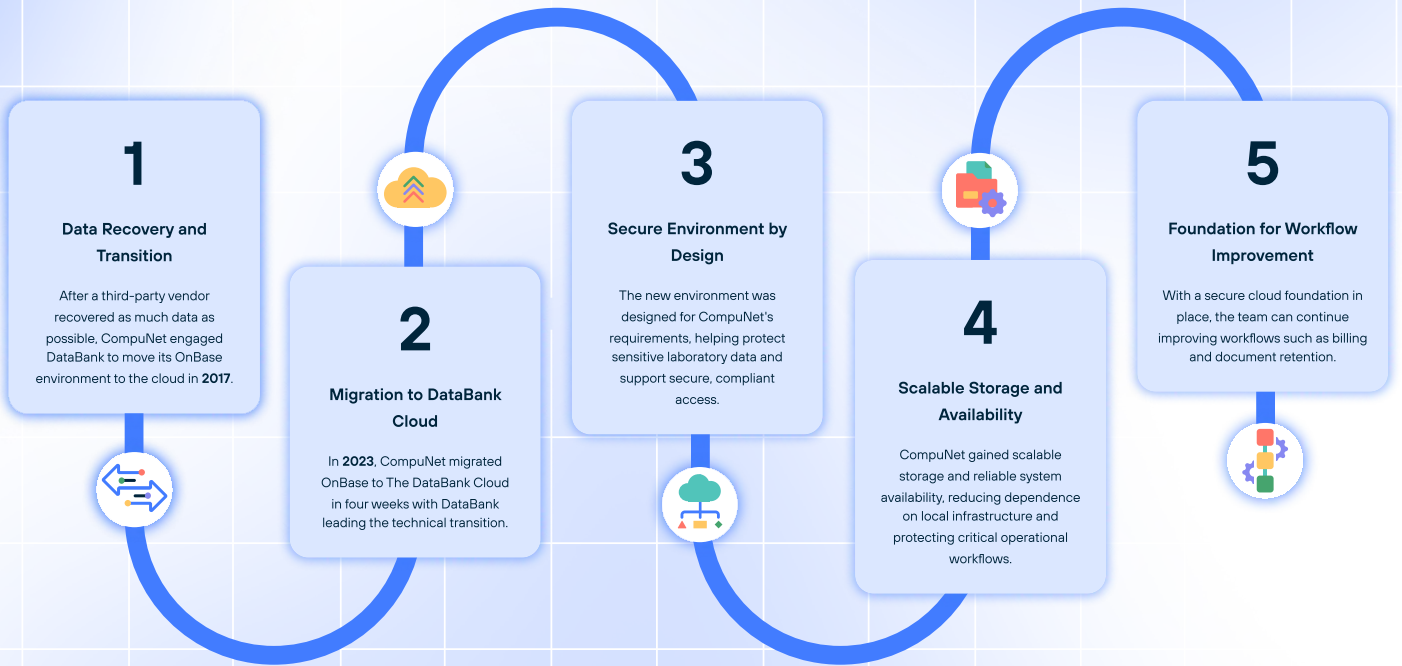 1
Data Recovery and
Transition
After a third-party vendor
recovered as much data as
possible, CompuNet engaged
DataBank to move its OnBase
environment to the cloud in 2017.
2
Migration to DataBank
Cloud
In 2023, CompuNet migrated
OnBase to The DataBank Cloud
in four weeks with DataBank
leading the technical transition.
3
Secure Environment by
Design
The new environment was
designed for CompuNet's
requirements, helping protect
sensitive laboratory data and
support secure, compliant
access.
4
Scalable Storage and
Availability
CompuNet gained scalable
storage and reliable system
availability, reducing dependence
on local infrastructure and
protecting critical operational
workflows.
5
Foundation for Workflow
Improvement
With a secure cloud foundation in
place, the team can continue
improving workflows such as billing
and document retention.